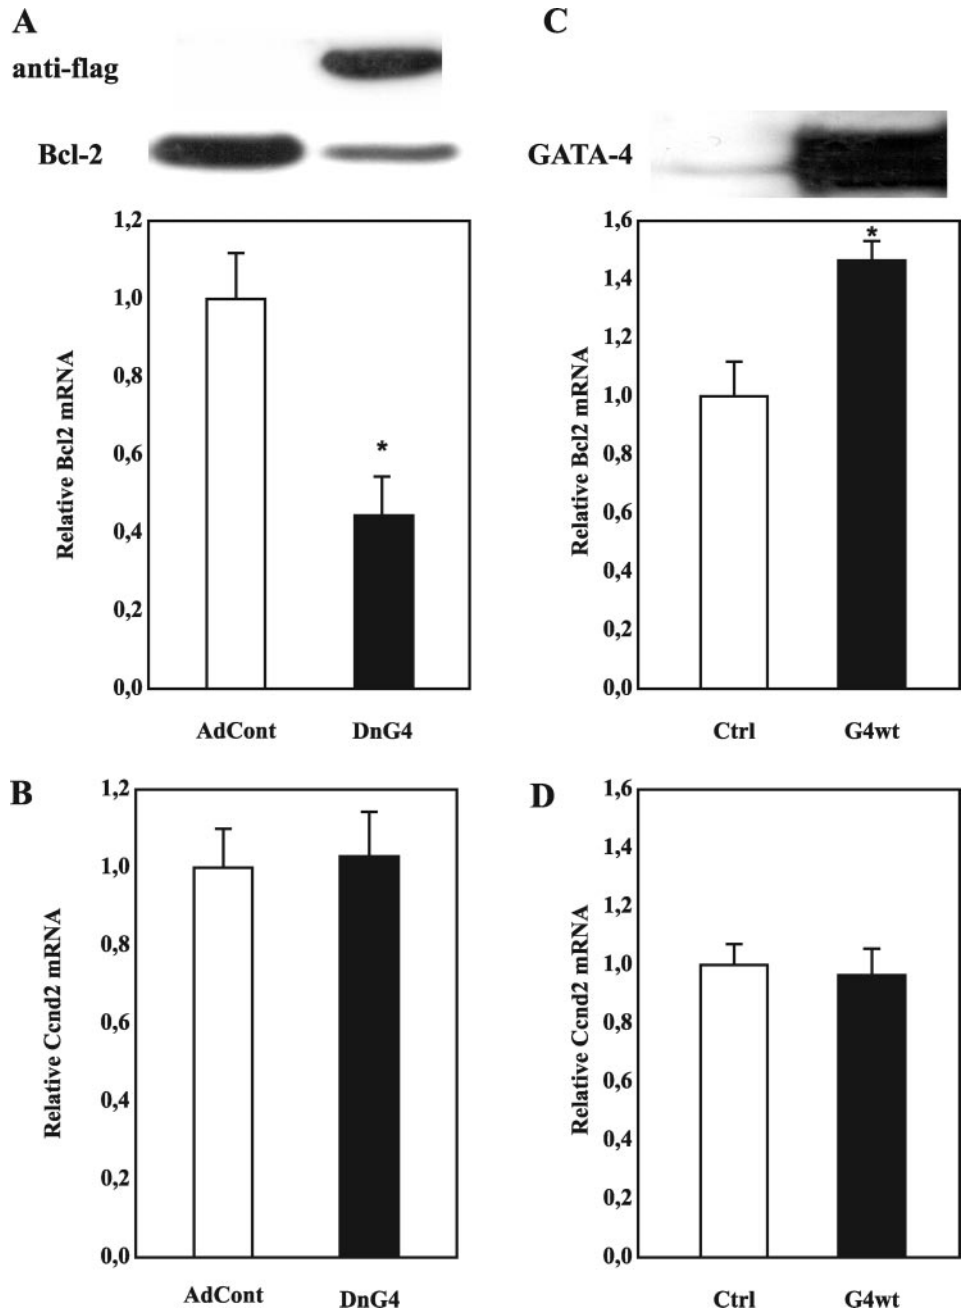 A
anti-flag
Bcl-2
1,2
1,0
0,8
0,6
0,4
0,2
0,0
Relative Bcl2 mRNA
*
AdCont DnG4
C
GATA-4
1,6
1,4
1,2
1,0
0,8
0,6
0,4
0,2
0,0
Relative Bcl2 mRNA
*
Ctrl G4wt
B
1,2
1,0
0,8
0,6
0,4
0,2
0,0
Relative Ccnd2 mRNA
AdCont DnG4
D
1,6
1,4
1,2
1,0
0,8
0,6
0,4
0,2
0,0
Relative Ccnd2 mRNA
Ctrl G4wt